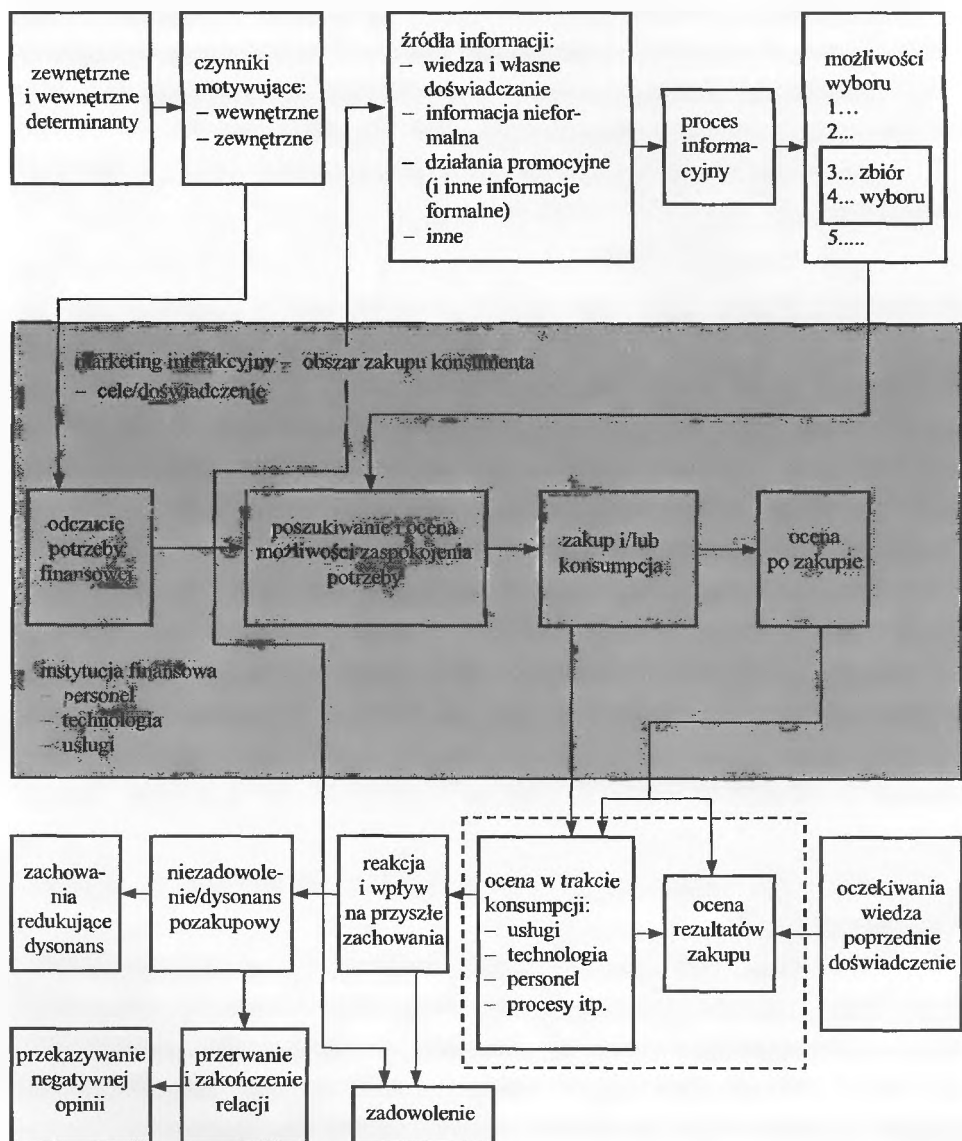 zewnętrzne
i wewnętrzne
determinanty
czynniki
motywujące:
– wewnętrzne
– zewnętrzne
źródła informacji:
– wiedza i własne
doświadczanie
– informacja niefor-
malna
– działania promocyjne
(i inne informacje
formalne)
– inne
proces
informa-
cyjny
możliwości
wyboru
1...
2...
3... zbiór
4... wyboru
5.....
marketing interakcyjny – obszar zakupu konsumenta
– cele/doświadczenie
odczucie
potrzeby
finansowej
poszukiwanie i ocena
możliwości zaspokojenia
potrzeby
zakup i/lub
konsumpcja
ocena
po zakupie
instytucja finansowa
– personel
– technologia
– usługi
zachowa-
nia
redukujące
dysonans
niezadowole-
nie/dysonans
pozakupowy
reakcja
i wpływ
na przyszłe
zachowania
ocena w trakcie
konsumpcji:
– usługi
– technologia
– personel
– procesy itp.
ocena
rezultatów
zakupu
oczekiwania
wiedza
poprzednie
doświadczenie
przekazywanie
negatywnej
opinii
przerwanie
i zakończenie
relacji
zadowolenie